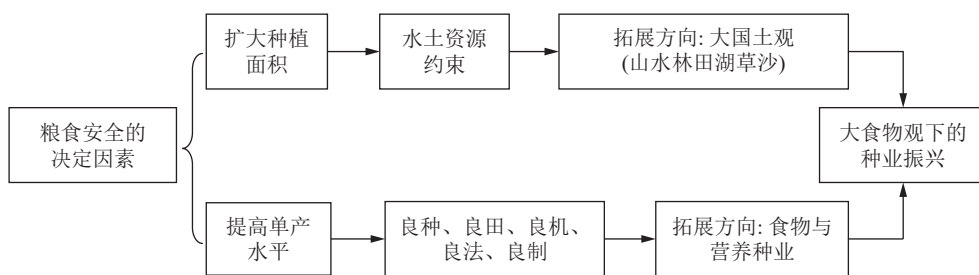 粮食安全的
决定因素
扩大种植
面积
水土资源
约束
拓展方向: 大国土观
(山水林田湖草沙)
大食物观下的
种业振兴
提高单产
水平
良种、良田、良机、
良法、良制
拓展方向: 食物与
营养种业